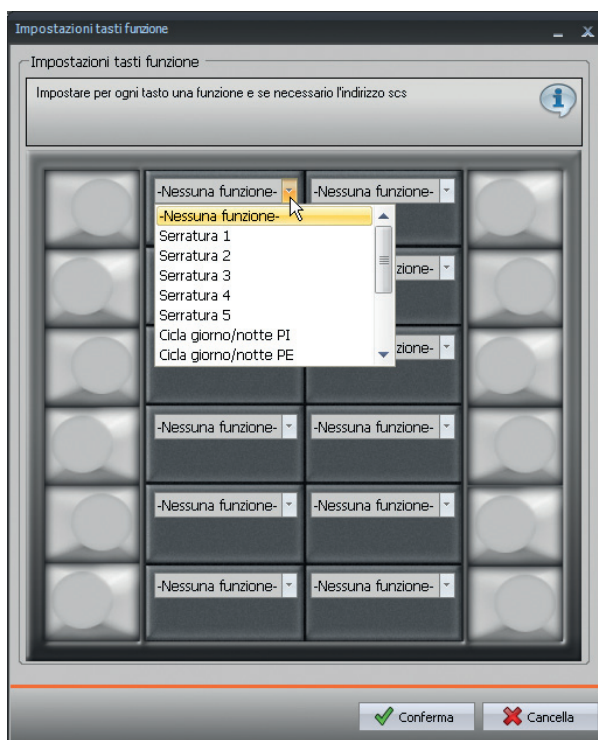 Impostazioni tasti funzione
Impostazioni tasti funzione
Impostare per ogni tasto una funzione e se necessario l'indirizzo scs
-Nessuna funzione- -Nessuna funzione-
-Nessuna funzione-
Serratura 1
Serratura 2
zione-
Serratura 3
Serratura 4
Serratura 5
Cicla giorno/notte PI
Cicla giorno/notte PE
zione-
-Nessuna funzione- -Nessuna funzione-
-Nessuna funzione- -Nessuna funzione-
-Nessuna funzione- -Nessuna funzione-
Conferma Cancella